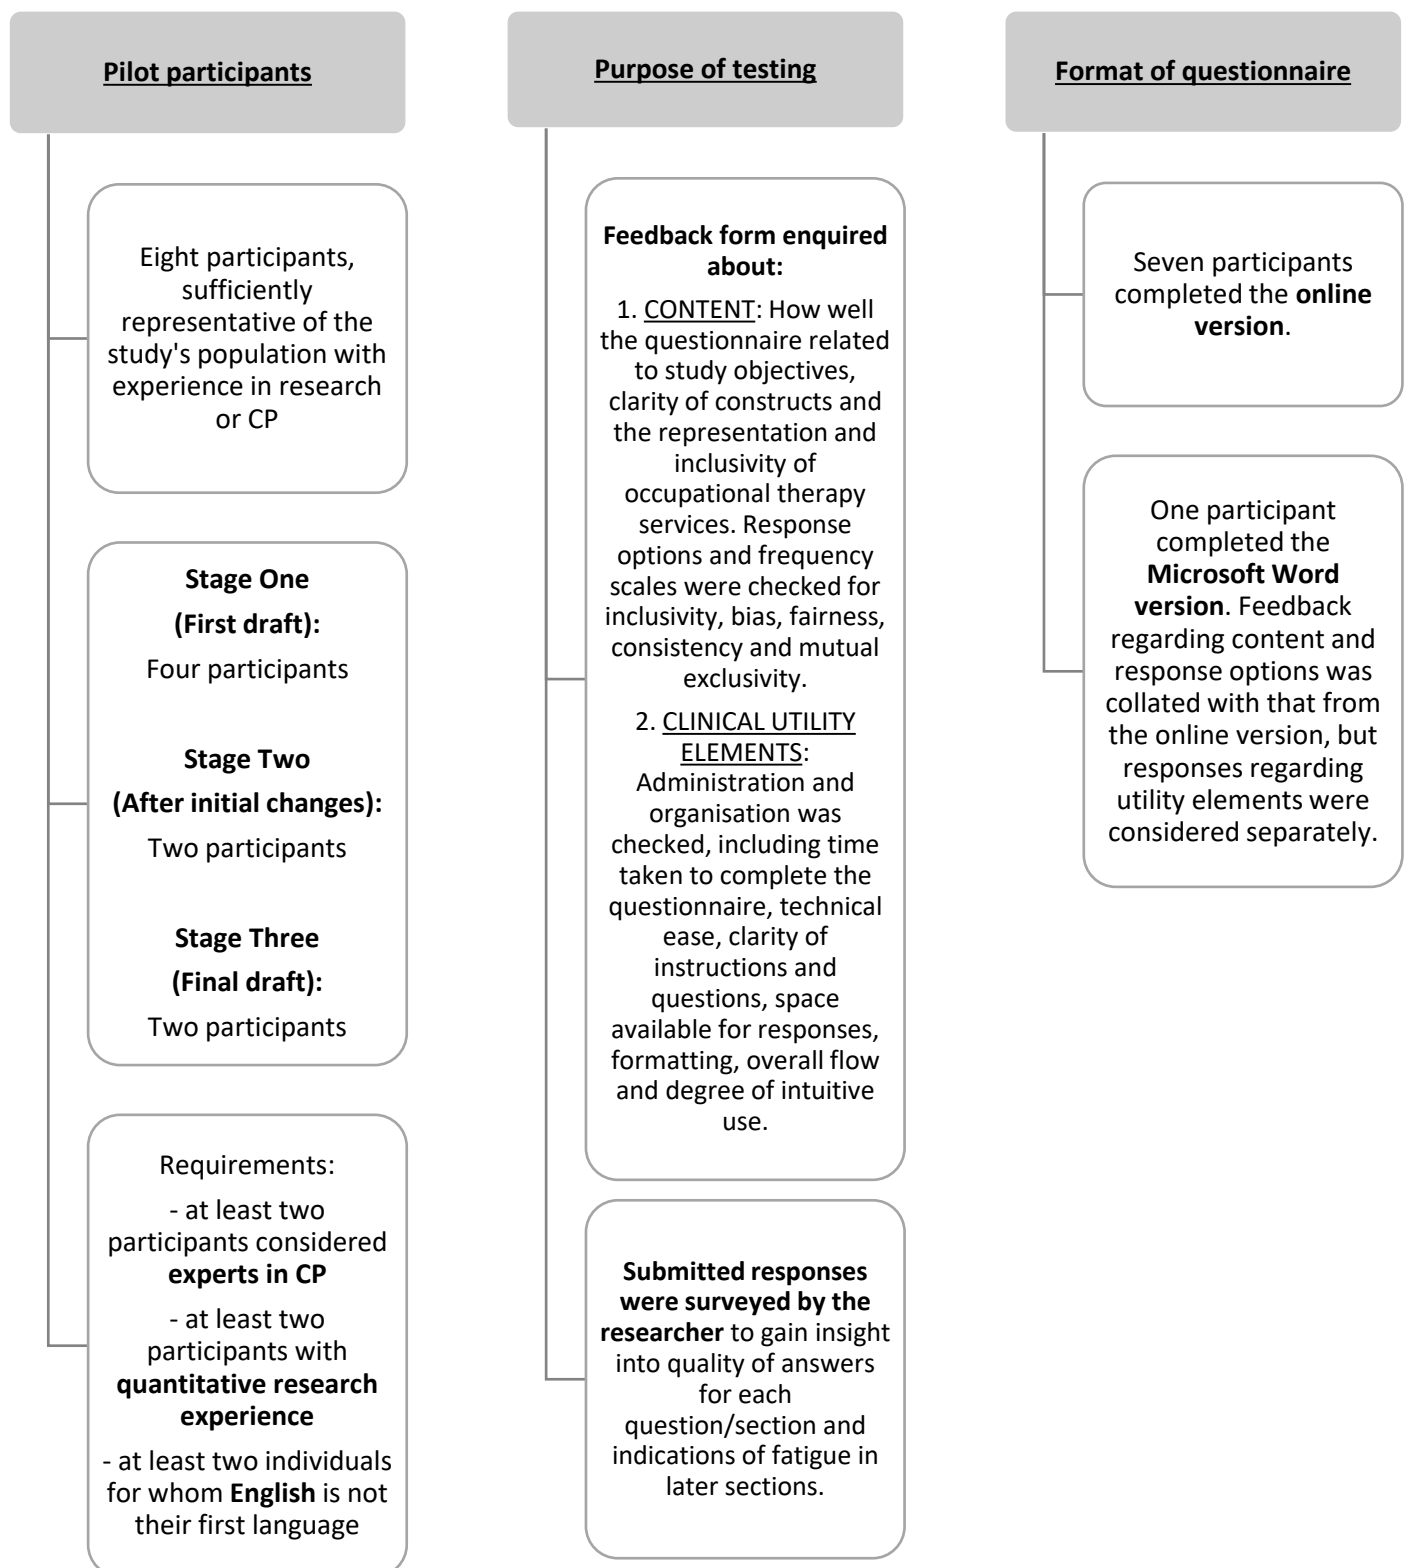 Pilot participants
Eight participants,
sufficiently
representative of the
study's population with
experience in research
or CP
Stage One
(First draft):
Four participants
Stage Two
(After initial changes):
Two participants
Stage Three
(Final draft):
Two participants
Requirements:
- at least two
participants considered
experts in CP
- at least two
participants with
quantitative research
experience
- at least two individuals
for whom English is not
their first language
Purpose of testing
Feedback form enquired
about:
1. CONTENT: How well
the questionnaire related
to study objectives,
clarity of constructs and
the representation and
inclusivity of
occupational therapy
services. Response
options and frequency
scales were checked for
inclusivity, bias, fairness,
consistency and mutual
exclusivity.
2. CLINICAL UTILITY
ELEMENTS:
Administration and
organisation was
checked, including time
taken to complete the
questionnaire, technical
ease, clarity of
instructions and
questions, space
available for responses,
formatting, overall flow
and degree of intuitive
use.
Submitted responses
were surveyed by the
researcher to gain insight
into quality of answers
for each
question/section and
indications of fatigue in
later sections.
Format of questionnaire
Seven participants
completed the online
version.
One participant
completed the
Microsoft Word
version. Feedback
regarding content and
response options was
collated with that from
the online version, but
responses regarding
utility elements were
considered separately.